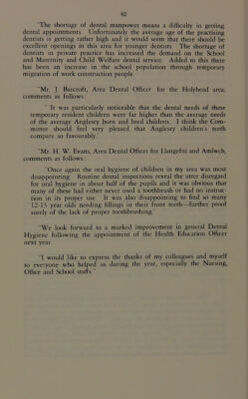 62
"The shortage of dental manpower means a difficulty in getting
dental appointments. Unfortunately the average age of the practising
dentists is getting rather high and it would seem that there should be
excellent openings in this area for younger dentists. The shortage of
dentists in private practice has increased the demand on the School
and Maternity and Child Welfare dental service. Added to this there
has been an increase in the school population through temporary
migration of work construction people.
"Mr. J. Barcroft, Area Dental Officer for the Holyhead area,
comments as follows:
"It was particularly noticeable that the dental needs of these
temporary resident children were far higher than the average needs
of the average Anglesey born and bred children. I think the Com-
mittee should feel very pleased that Anglesey children's teeth
compare so favourably.
"Mr. H. W. Evans, Area Dental Officer for Llangefni and Amlwch,
comments as follows:
"Once again the oral hygiene of children in my area was most
disappointing. Routine dental inspections reveal the utter disregard
for oral hygiene in about half of the pupils and it was obvious that
many of these had either never used a toothbrush or had no instruc-
tion in its proper use. It was also disappointing to find so many
12-13 year olds needing fillings in their front teeth—further proof
surely of the lack of proper toothbrushing.
"We look forward to a marked improvement in general Dental
Hygiene following the appointment of the Health Education Officer
next year.
"I would like to express the thanks of my colleagues and myself
to everyone who helped us during the year, especially the Nursing,
Office and School staffs."